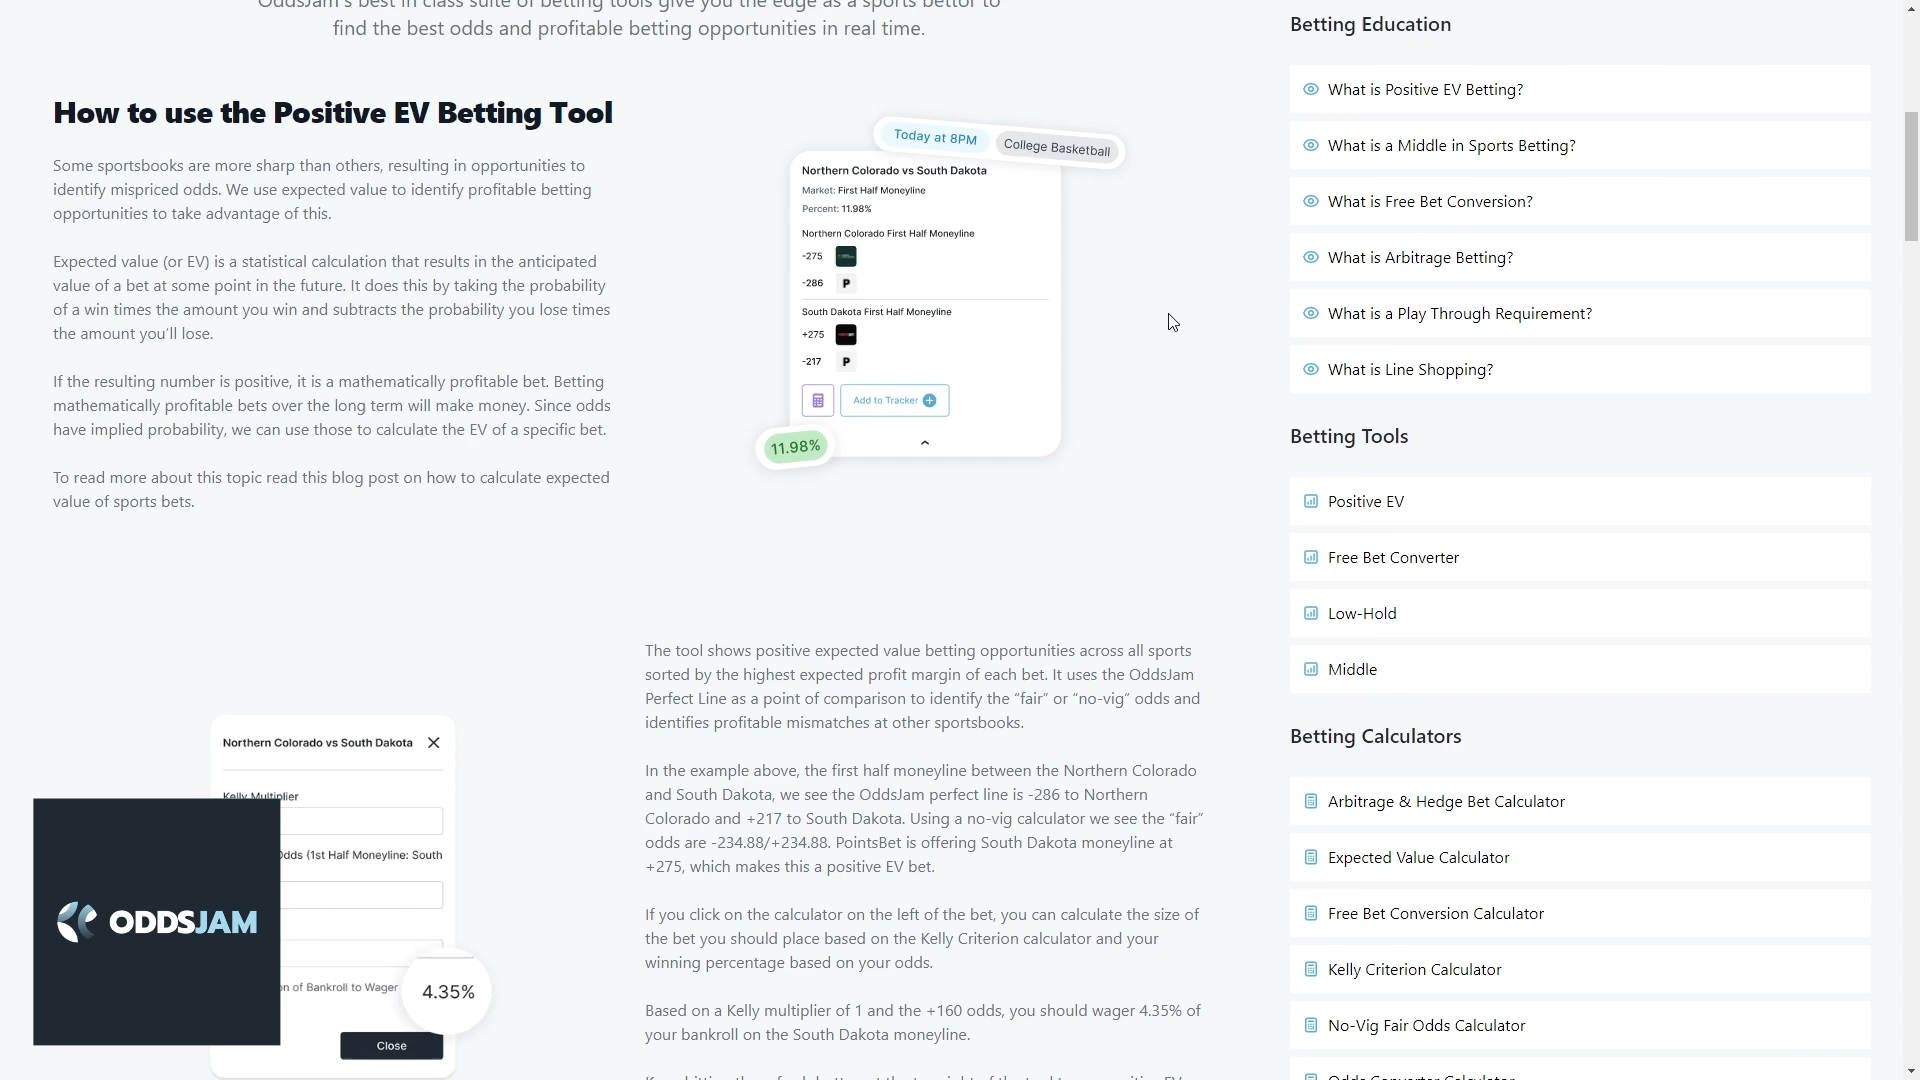 OddsJam's best in class suite of betting tools give you the edge as a sports bettor to
find the best odds and profitable betting opportunities in real time.
How to use the Positive EV Betting Tool
Some sportsbooks are more sharp than others, resulting in opportunities to
identify mispriced odds. We use expected value to identify profitable betting
opportunities to take advantage of this.
Expected value (or EV) is a statistical calculation that results in the anticipated
value of a bet at some point in the future. It does this by taking the probability
of a win times the amount you win and subtracts the probability you lose times
the amount you'll lose.
If the resulting number is positive, it is a mathematically profitable bet. Betting
mathematically profitable bets over the long term will make money. Since odds
have implied probability, we can use those to calculate the EV of a specific bet.
To read more about this topic read this blog post on how to calculate expected
value of sports bets.
Today at 8PM
College Basketball
Northern Colorado vs South Dakota
Market: First Half Moneyline
Percent: 11.98%
Northern Colorado First Half Moneyline
-275
-286 P
South Dakota First Half Moneyline
+275
-217 P
Add to Tracker
11.98%
Northern Colorado vs South Dakota
Kelly Multiplier
Odds (1st Half Moneyline: South
on of Bankroll to Wager
4.35%
Close
ODDSJAM
The tool shows positive expected value betting opportunities across all sports
sorted by the highest expected profit margin of each bet. It uses the OddsJam
Perfect Line as a point of comparison to identify the “fair” or “no-vig” odds and
identifies profitable mismatches at other sportsbooks.
In the example above, the first half moneyline between the Northern Colorado
and South Dakota, we see the OddsJam perfect line is -286 to Northern
Colorado and +217 to South Dakota. Using a no-vig calculator we see the “fair”
odds are -234.88/+234.88. PointsBet is offering South Dakota moneyline at
+275, which makes this a positive EV bet.
If you click on the calculator on the left of the bet, you can calculate the size of
the bet you should place based on the Kelly Criterion calculator and your
winning percentage based on your odds.
Based on a Kelly multiplier of 1 and the +160 odds, you should wager 4.35% of
your bankroll on the South Dakota moneyline.
Betting Education
What is Positive EV Betting?
What is a Middle in Sports Betting?
What is Free Bet Conversion?
What is Arbitrage Betting?
What is a Play Through Requirement?
What is Line Shopping?
Betting Tools
Positive EV
Free Bet Converter
Low-Hold
Middle
Betting Calculators
Arbitrage & Hedge Bet Calculator
Expected Value Calculator
Free Bet Conversion Calculator
Kelly Criterion Calculator
No-Vig Fair Odds Calculator
Odds Converter Calculator